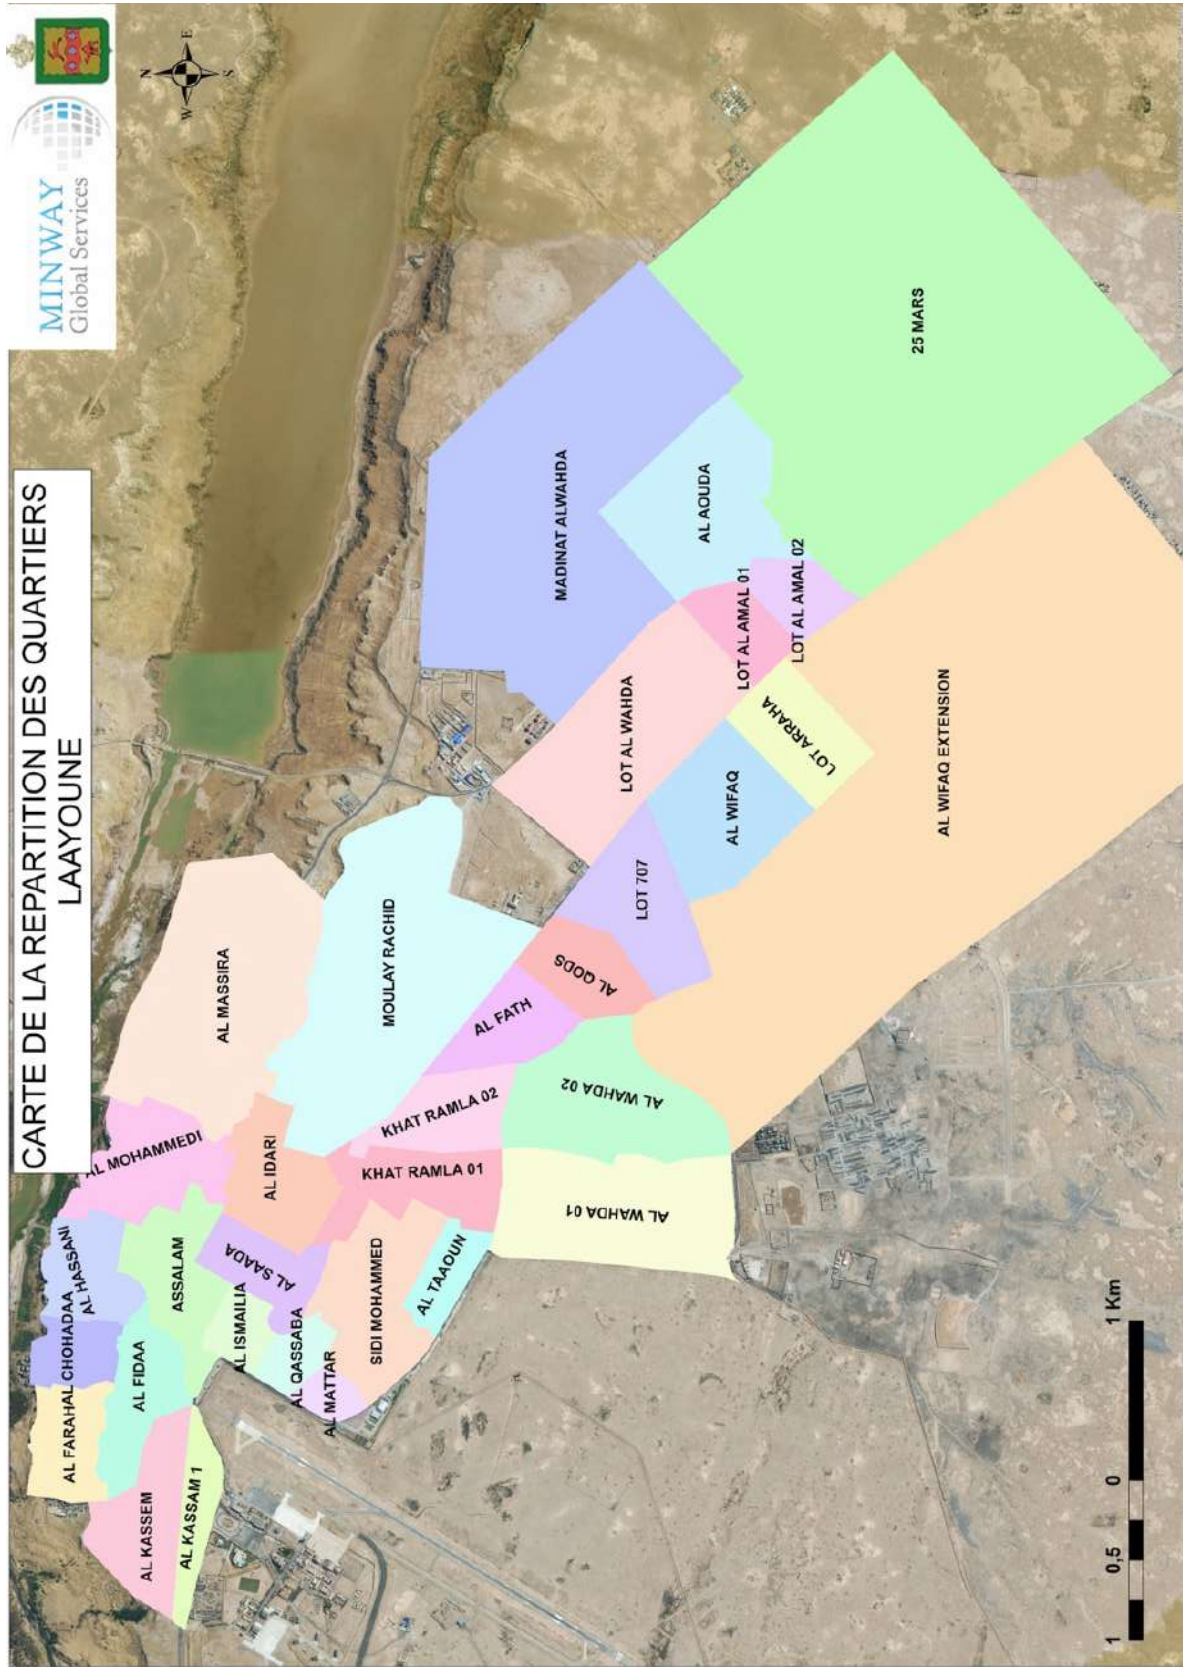 CARTE DE LA REPARTITION DES QUARTIERS
LAAYOUNE
MINWAY
Global Services
N
E
S
W
AL KASSEM
AL KASSAM 1
AL FARAH
AL CHOHADAA
AL HASSANI
AL FIDAA
ASSALAM
AL ISMAILIA
AL QASSABA
AL MATTAR
AL SAADA
SIDI MOHAMMED
AL TAAOUN
AL MOHAMMEDI
AL IDARI
KHAT RAMLA 01
KHAT RAMLA 02
AL WAHDA 01
AL WAHDA 02
AL MASSIRA
MOULAY RACHID
AL FATH
AL QODS
LOT 707
AL WIFAQ
LOT ARRAHA
LOT AL WAHDA
LOT AL AMAL 01
LOT AL AMAL 02
AL AOUDA
MADINAT ALWAHDA
25 MARS
AL WIFAQ EXTENSION
1 0,5 0 1 Km